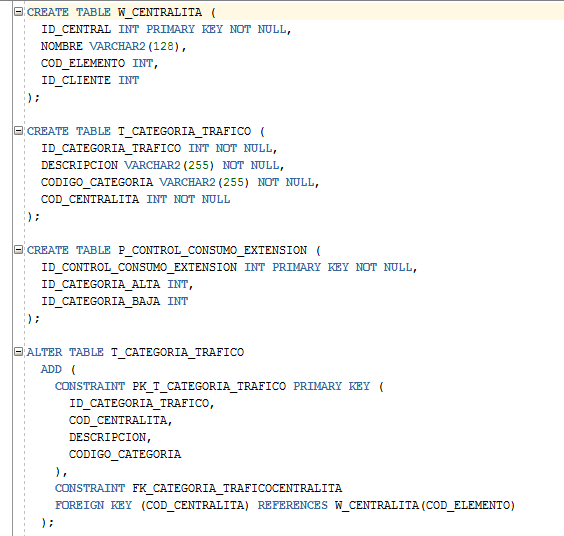 CREATE TABLE W_CENTRALITA (
ID_CENTRAL INT PRIMARY KEY NOT NULL,
NOMBRE VARCHAR2(128),
COD_ELEMENTO INT,
ID_CLIENTE INT
);
CREATE TABLE T_CATEGORIA_TRAFICO (
ID_CATEGORIA_TRAFICO INT NOT NULL,
DESCRIPCION VARCHAR2(255) NOT NULL,
CODIGO_CATEGORIA VARCHAR2(255) NOT NULL,
COD_CENTRALITA INT NOT NULL
);
CREATE TABLE P_CONTROL_CONSUMO_EXTENSION (
ID_CONTROL_CONSUMO_EXTENSION INT PRIMARY KEY NOT NULL,
ID_CATEGORIA_ALTA INT,
ID_CATEGORIA_BAJA INT
);
ALTER TABLE T_CATEGORIA_TRAFICO
ADD (
CONSTRAINT PK_T_CATEGORIA_TRAFICO PRIMARY KEY (
ID_CATEGORIA_TRAFICO,
COD_CENTRALITA,
DESCRIPCION,
CODIGO_CATEGORIA
),
CONSTRAINT FK_CATEGORIA_TRAFICOCENTRALITA
FOREIGN KEY (COD_CENTRALITA) REFERENCES W_CENTRALITA(COD_ELEMENTO)
);